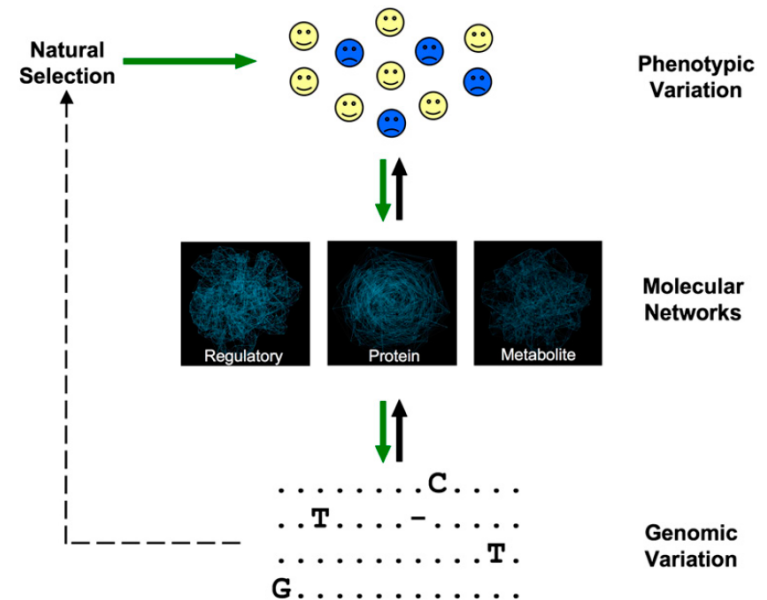 Natural
Selection
Phenotypic
Variation
Regulatory
Protein
Metabolite
Molecular
Networks
........C....
..T....-.....
...........T.
G............
Genomic
Variation